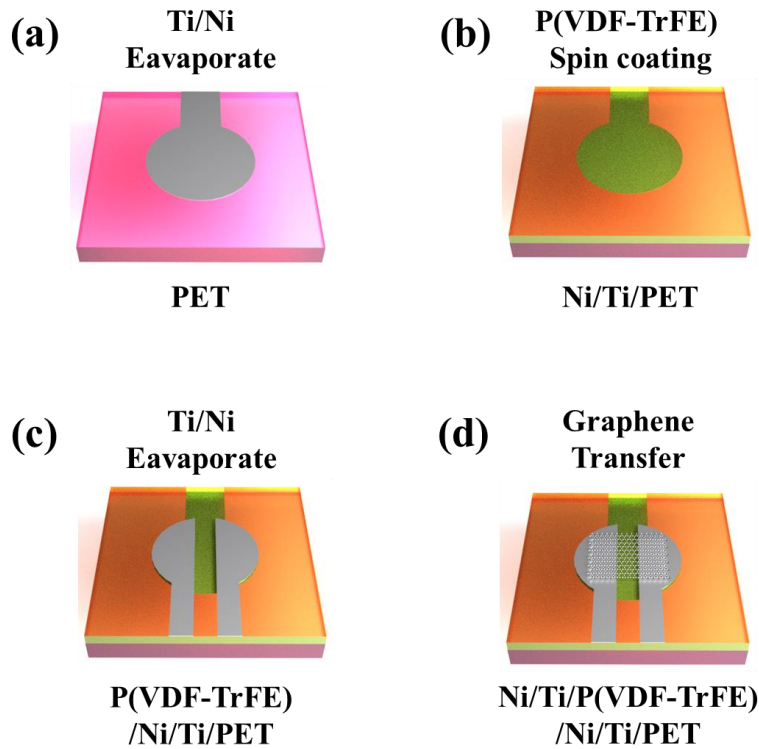 (a)
Ti/Ni
Eavaporate
PET
(b)
P(VDF-TrFE)
Spin coating
Ni/Ti/PET
(c)
Ti/Ni
Eavaporate
P(VDF-TrFE)
/Ni/Ti/PET
(d)
Graphene
Transfer
Ni/Ti/P(VDF-TrFE)
/Ni/Ti/PET